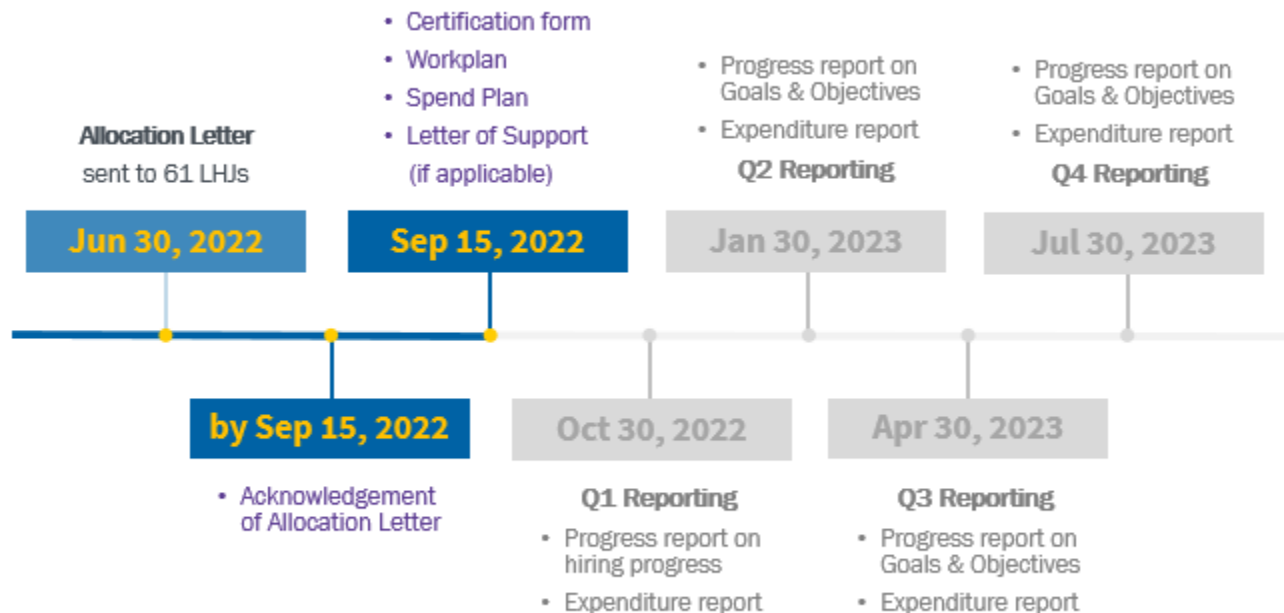 • Certification form
• Workplan
• Spend Plan
• Letter of Support
(if applicable)
Allocation Letter
sent to 61 LHJs
• Progress report on
Goals & Objectives
• Expenditure report
Q2 Reporting
• Progress report on
Goals & Objectives
• Expenditure report
Q4 Reporting
Jun 30, 2022
Sep 15, 2022
Jan 30, 2023
Jul 30, 2023
by Sep 15, 2022
Oct 30, 2022
Apr 30, 2023
• Acknowledgement
of Allocation Letter
Q1 Reporting
• Progress report on
hiring progress
• Expenditure report
Q3 Reporting
• Progress report on
Goals & Objectives
• Expenditure report